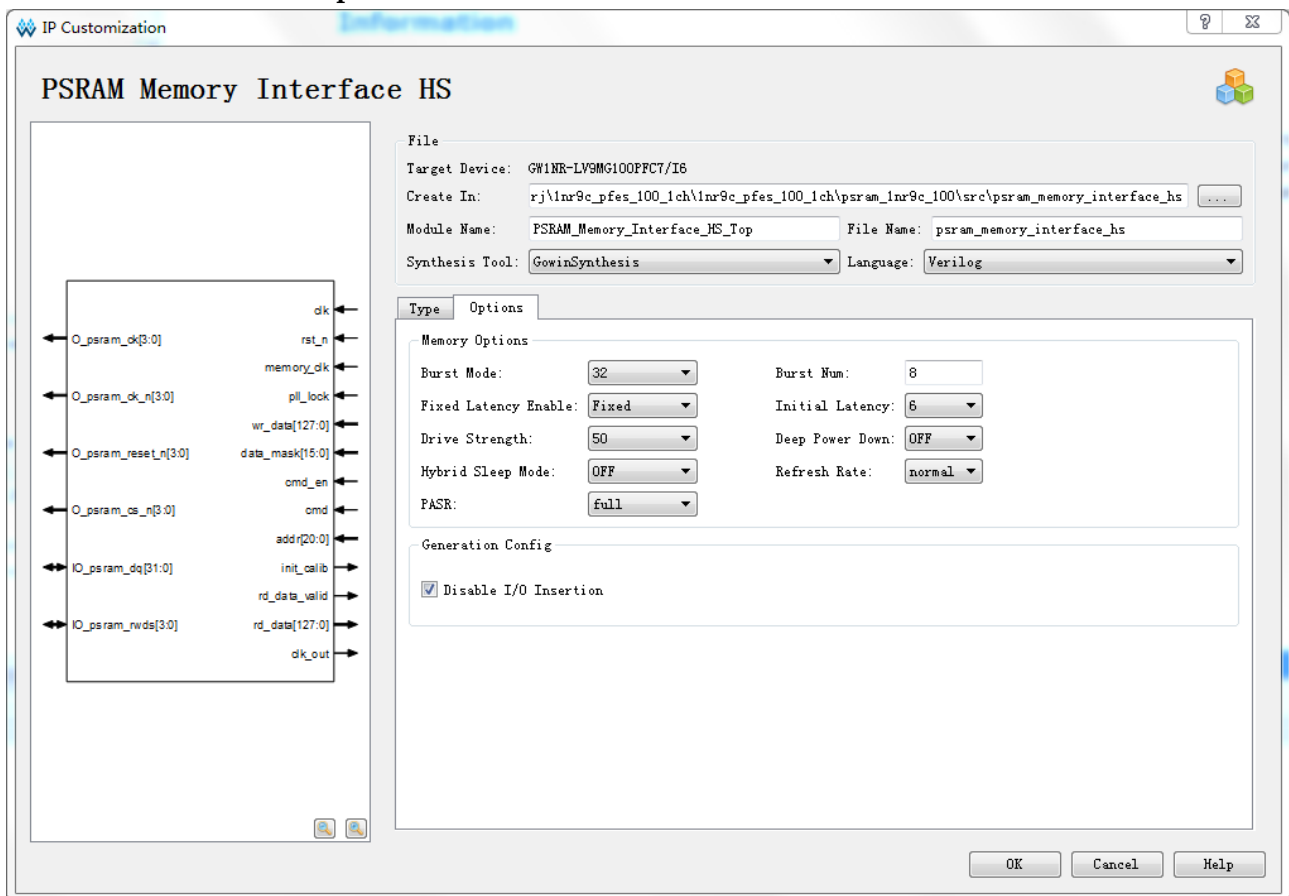 Information
IP Customization
PSRAM Memory Interface HS
File
Target Device: GW1NR-LV9MG100PFC7/I6
Create In: rj\1nr9c_pfes_100_1ch\1nr9c_pfes_100_1ch\psram_1nr9c_100\src\psram_memory_interface_hs ...
Module Name: PSRAM_Memory_Interface_HS_Top File Name: psram_memory_interface_hs
Synthesis Tool: GowinSynthesis Language: Verilog
Type Options
Memory Options
Burst Mode: 32 Burst Num: 8
Fixed Latency Enable: Fixed Initial Latency: 6
Drive Strength: 50 Deep Power Down: OFF
Hybrid Sleep Mode: OFF Refresh Rate: normal
PASR: full
Generation Config
Disable I/O Insertion
clk
O_psram_ck[3:0] rst_n
memory_clk
O_psram_ck_n[3:0] pll_lock
wr_data[127:0]
O_psram_reset_n[3:0] data_mask[15:0]
cmd_en
O_psram_cs_n[3:0] cmd
addr[20:0]
IO_psram_dq[31:0] init_calib
rd_data_valid
IO_psram_rwds[3:0] rd_data[127:0]
clk_out
OK Cancel Help